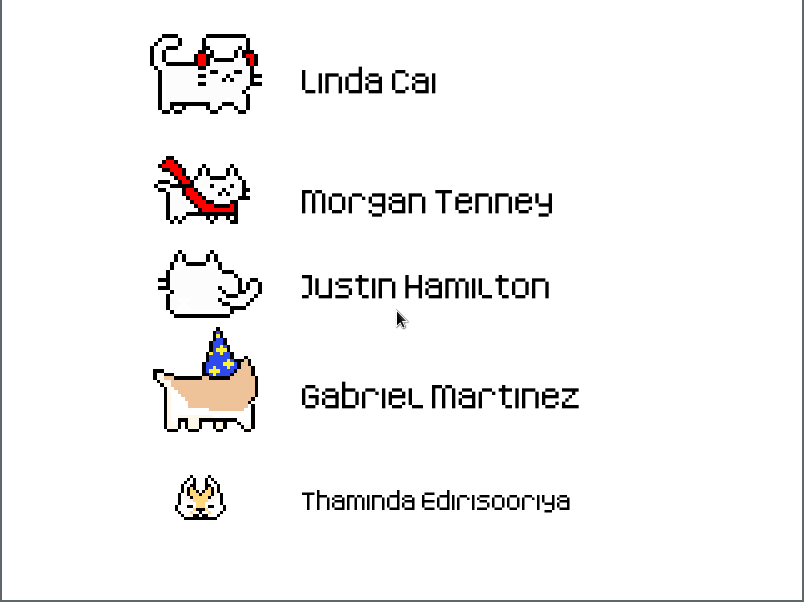 Linda Cai
Morgan Tenney
Justin Hamilton
Gabriel Martinez
Thaminda Edirisooriya